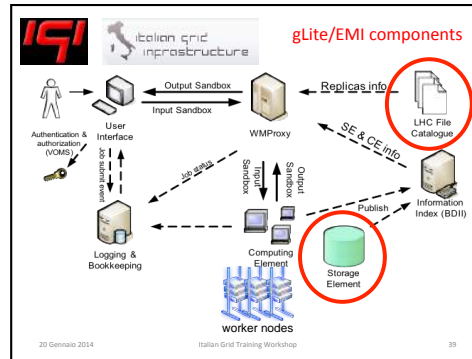 IGI
italian grid
infrastructure
gLite/EMI components
Output Sandbox
Input Sandbox
Replicas info
User
Interface
WMProxy
LHC File
Catalogue
Authentication &
authorization
(VOMS)
Job submit event
Job status
Input
Sandbox
Output
Sandbox
SE & CE info
Information
Index (BDII)
Publish
Logging &
Bookkeeping
Computing
Element
Storage
Element
worker nodes
20 Gennaio 2014
Italian Grid Training Workshop
39